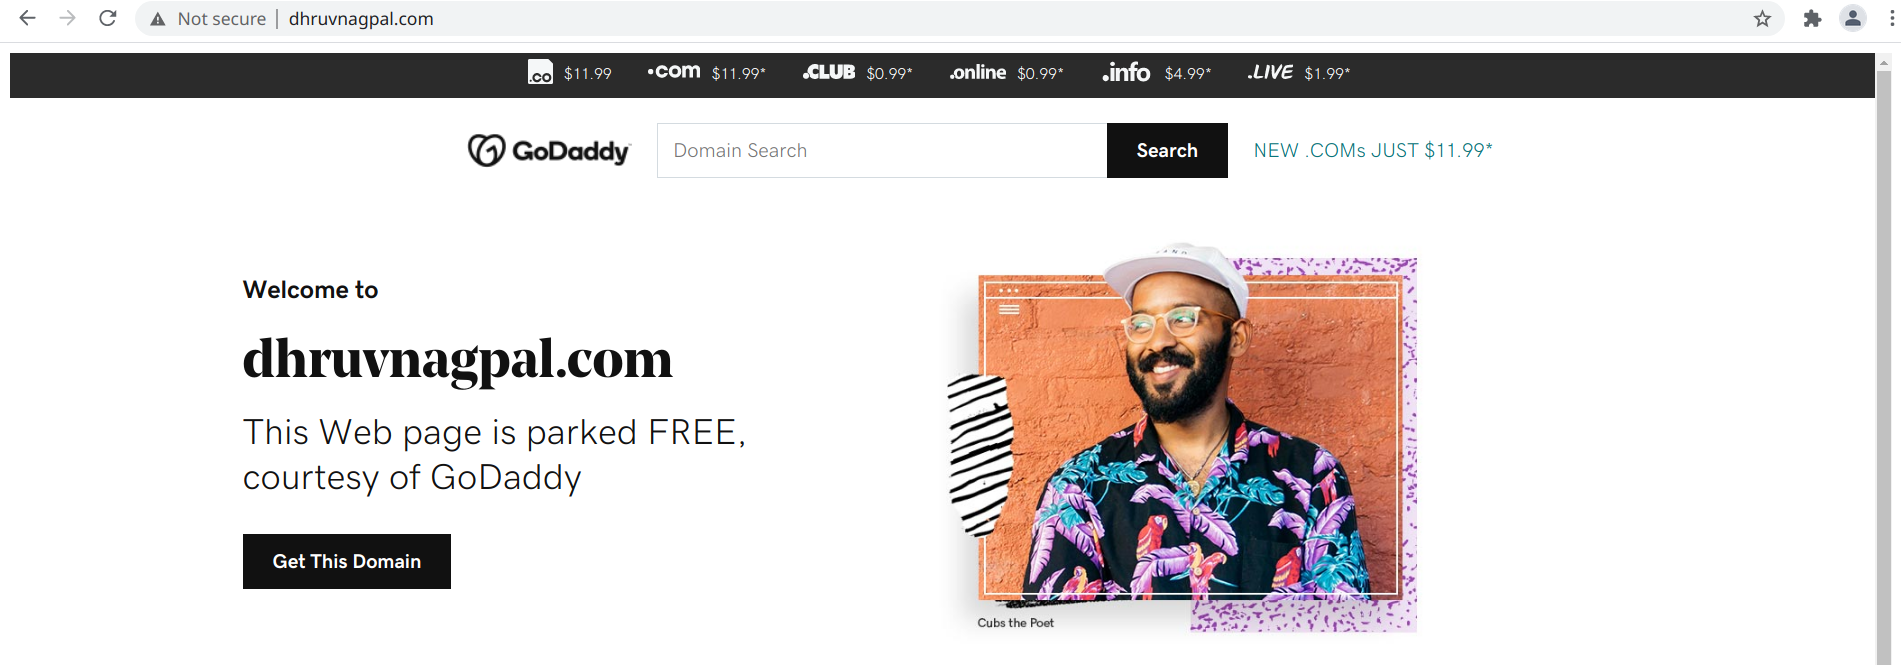 Not secure | dhruvnagpal.com
.co $11.99 .com $11.99* .CLUB $0.99* .online $0.99* .info $4.99* .LIVE $1.99*
GoDaddy Domain Search Search NEW .COMs JUST $11.99*
Welcome to
dhruvnagpal.com
This Web page is parked FREE,
courtesy of GoDaddy
Get This Domain
Cubs the Poet